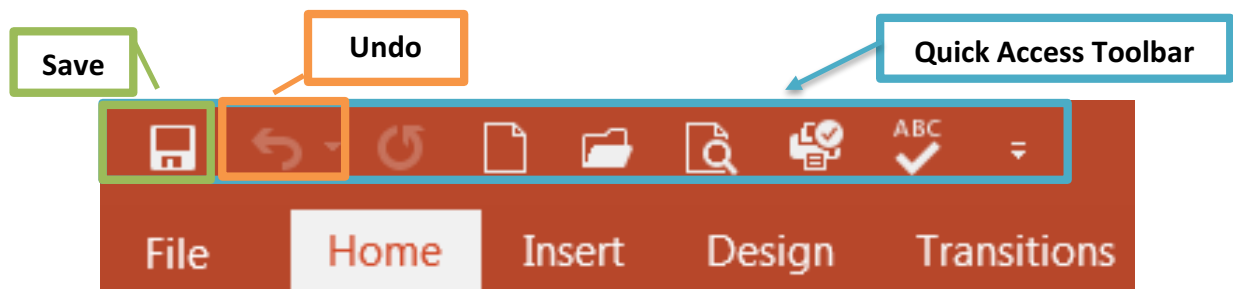 Save
Undo
Quick Access Toolbar
ABC
File Home Insert Design Transitions